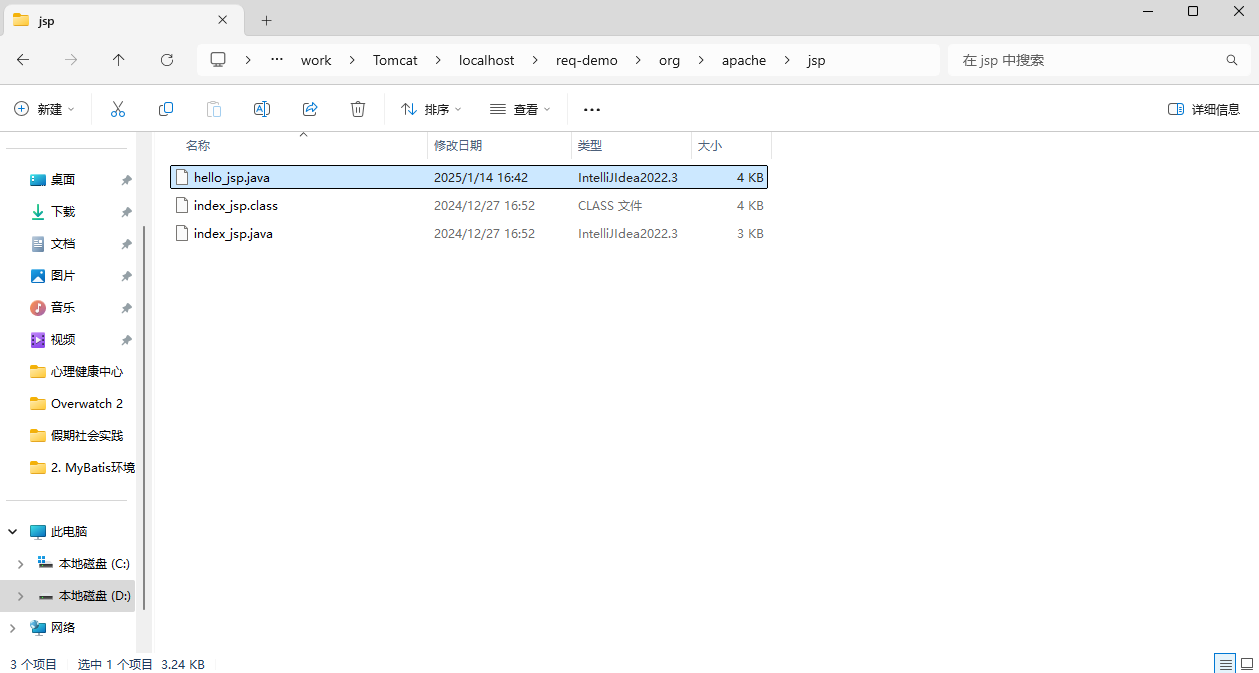 jsp
work Tomcat localhost req-demo org apache jsp
在 jsp 中搜索
新建 排序 查看 详细信息
名称 修改日期 类型 大小
hello_jsp.java 2025/1/14 16:42 IntelliJIdea2022.3 4 KB
index_jsp.class 2024/12/27 16:52 CLASS 文件 4 KB
index_jsp.java 2024/12/27 16:52 IntelliJIdea2022.3 3 KB
桌面
下载
文档
图片
音乐
视频
心理健康中心
Overwatch 2
假期社会实践
2. MyBatis环境
此电脑
本地磁盘 (C:)
本地磁盘 (D:)
网络
3 个项目 选中 1 个项目 3.24 KB